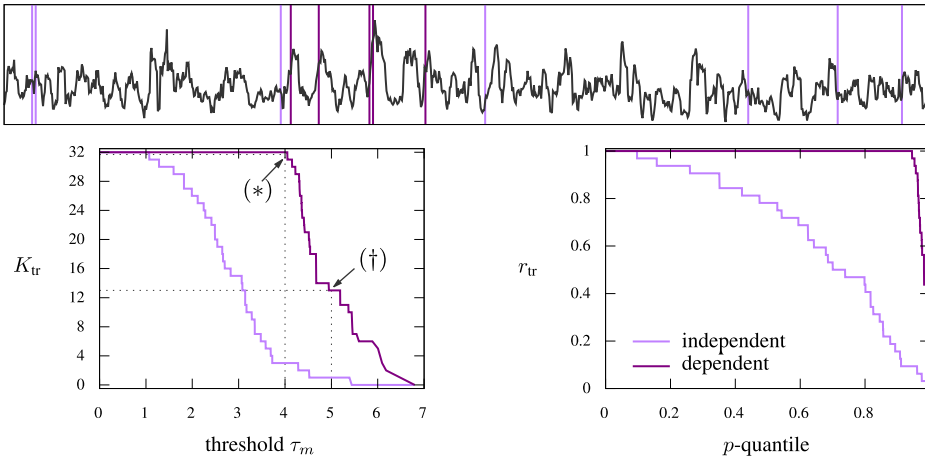 32
28
24
20
16
12
8
4
0
K_tr
(∗)
(†)
0 1 2 3 4 5 6 7
threshold τ_m
1
0.8
0.6
0.4
0.2
0
r_tr
independent
dependent
0 0.2 0.4 0.6 0.8
p-quantile